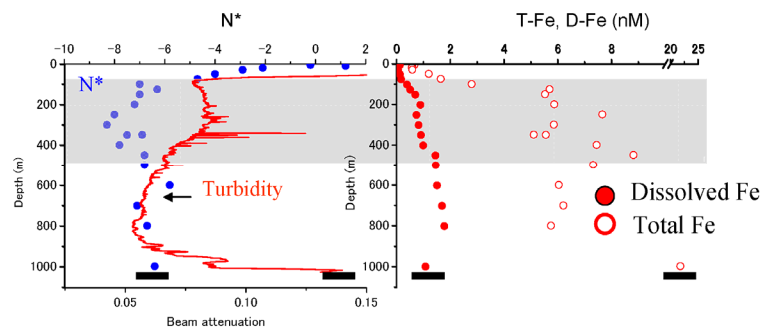 N*
T-Fe, D-Fe (nM)
-10 -8 -6 -4 -2 0 2
0 2 4 6 8 20 25
N*
Turbidity
Dissolved Fe
Total Fe
0
200
400
600
800
1000
Depth (m)
0
200
400
600
800
1000
Depth (m)
0.05 0.10 0.15
Beam attenuation